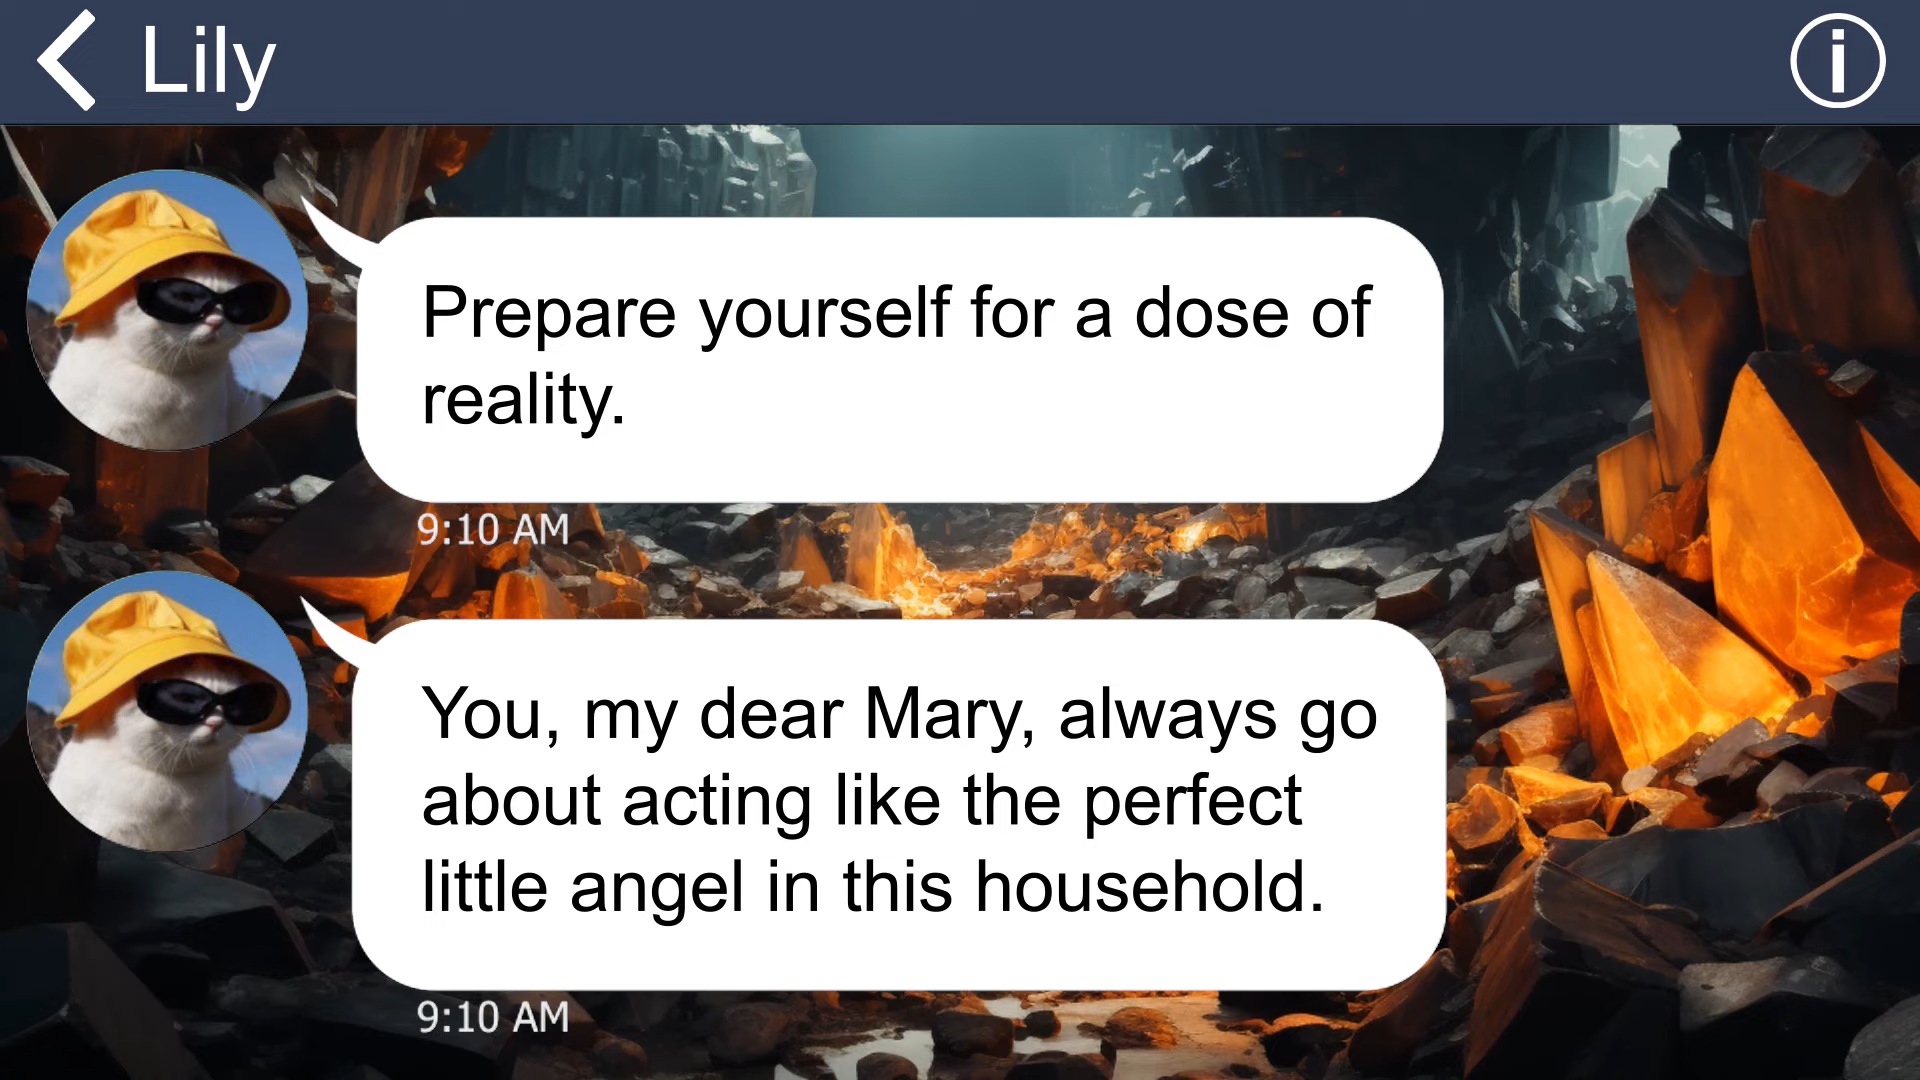 Lily
Prepare yourself for a dose of
reality.
9:10 AM
You, my dear Mary, always go
about acting like the perfect
little angel in this household.
9:10 AM